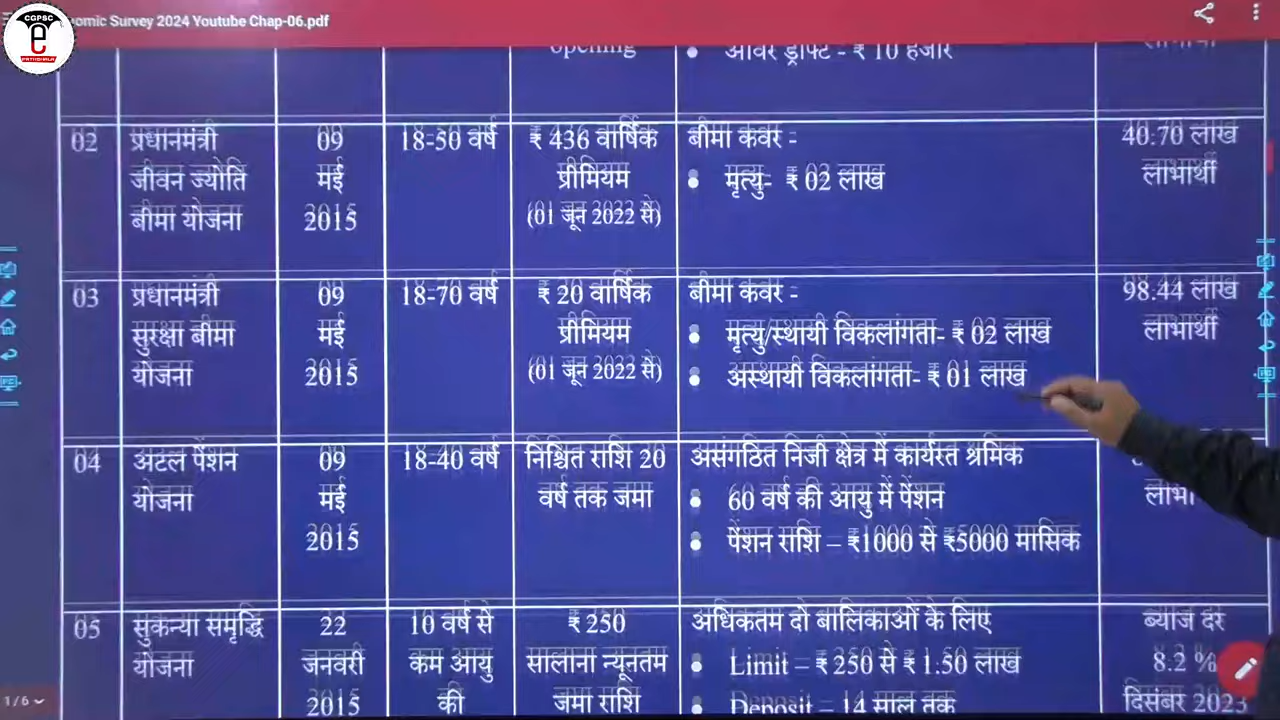 CGPSC
e
PATHSHALA
omic Survey 2024 Youtube Chap-06.pdf
opening
• ओवर ड्राफ्ट - ₹ 10 हजार
लाभार्थी
02
प्रधानमंत्री
जीवन ज्योति
बीमा योजना
09
मई
2015
18-50 वर्ष
₹ 436 वार्षिक
प्रीमियम
(01 जून 2022 से)
बीमा कवर -
• मृत्यु- ₹ 02 लाख
40.70 लाख
लाभार्थी
03
प्रधानमंत्री
सुरक्षा बीमा
योजना
09
मई
2015
18-70 वर्ष
₹ 20 वार्षिक
प्रीमियम
(01 जून 2022 से)
बीमा कवर -
• मृत्यु/स्थायी विकलांगता- ₹ 02 लाख
• अस्थायी विकलांगता- ₹ 01 लाख
98.44 लाख
लाभार्थी
04
अटल पेंशन
योजना
09
मई
2015
18-40 वर्ष
निश्चित राशि 20
वर्ष तक जमा
असंगठित निजी क्षेत्र में कार्यरत श्रमिक
• 60 वर्ष की आयु में पेंशन
• पेंशन राशि – ₹1000 से ₹5000 मासिक
लाभा
05
सुकन्या समृद्धि
योजना
22
जनवरी
2015
10 वर्ष से
कम आयु
की
₹ 250
सालाना न्यूनतम
जमा राशि
अधिकतम दो बालिकाओं के लिए
• Limit – ₹ 250 से ₹ 1.50 लाख
• Deposit – 14 साल तक
ब्याज दर
8.2 %
दिसंबर 2023
1/6